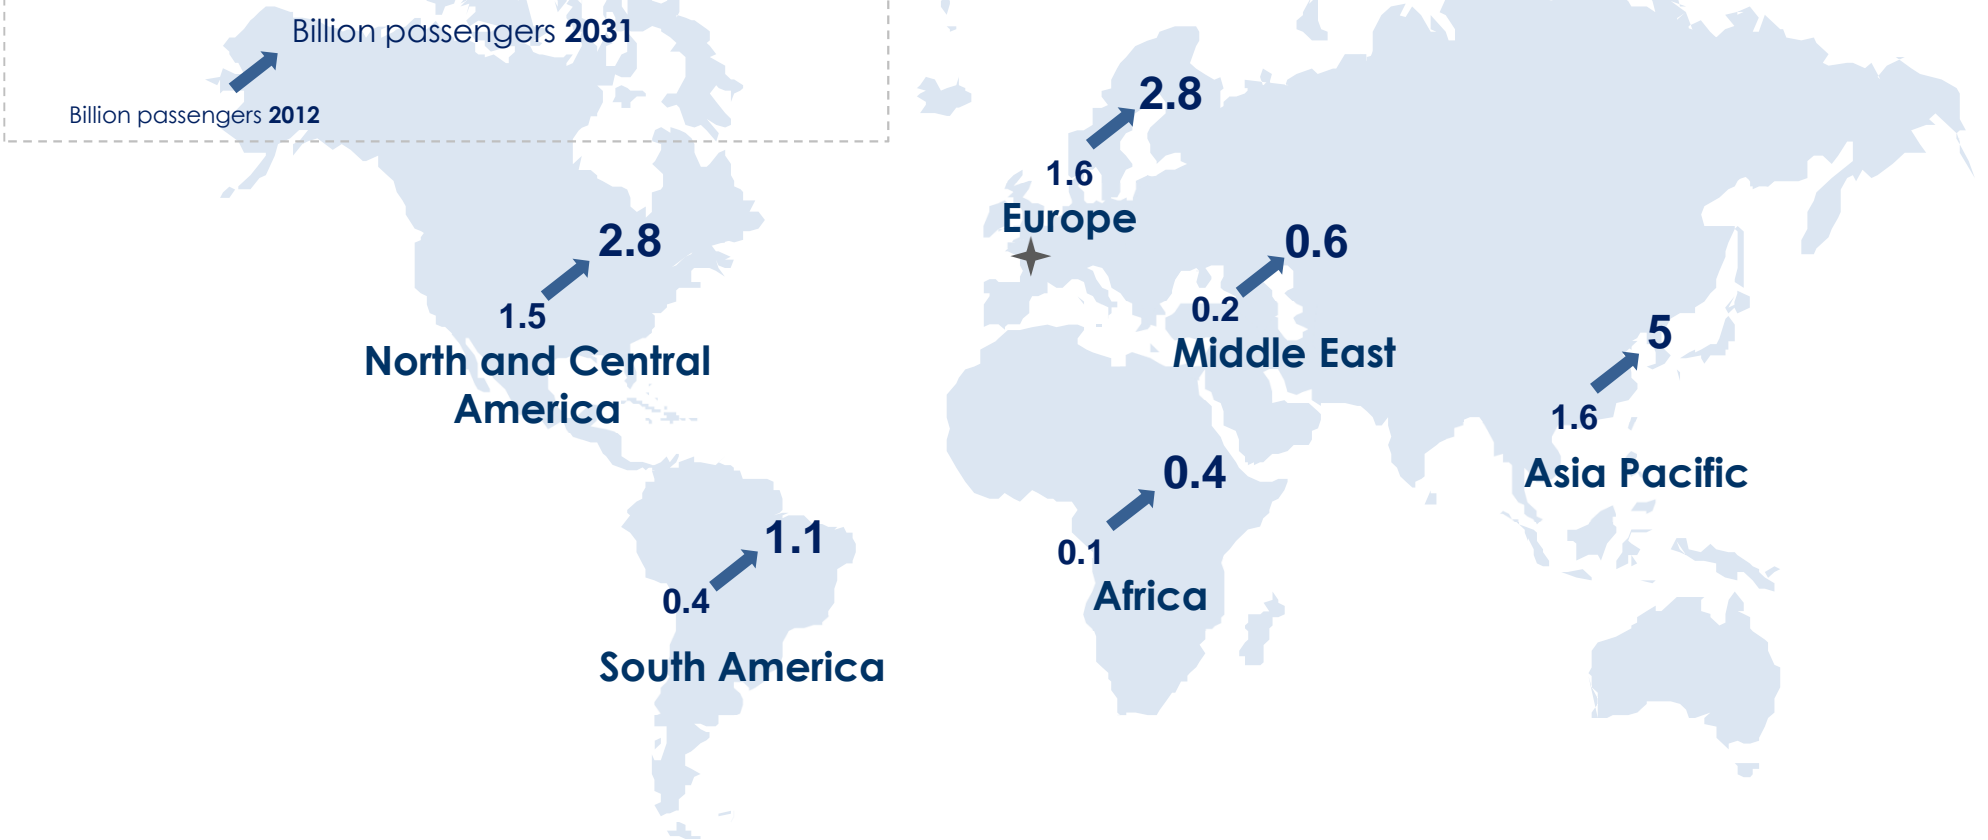 Billion passengers 2031
Billion passengers 2012
2.8
1.6
Europe
2.8
1.5
North and Central
America
0.6
0.2
Middle East
5
1.6
Asia Pacific
0.4
0.1
Africa
1.1
0.4
South America